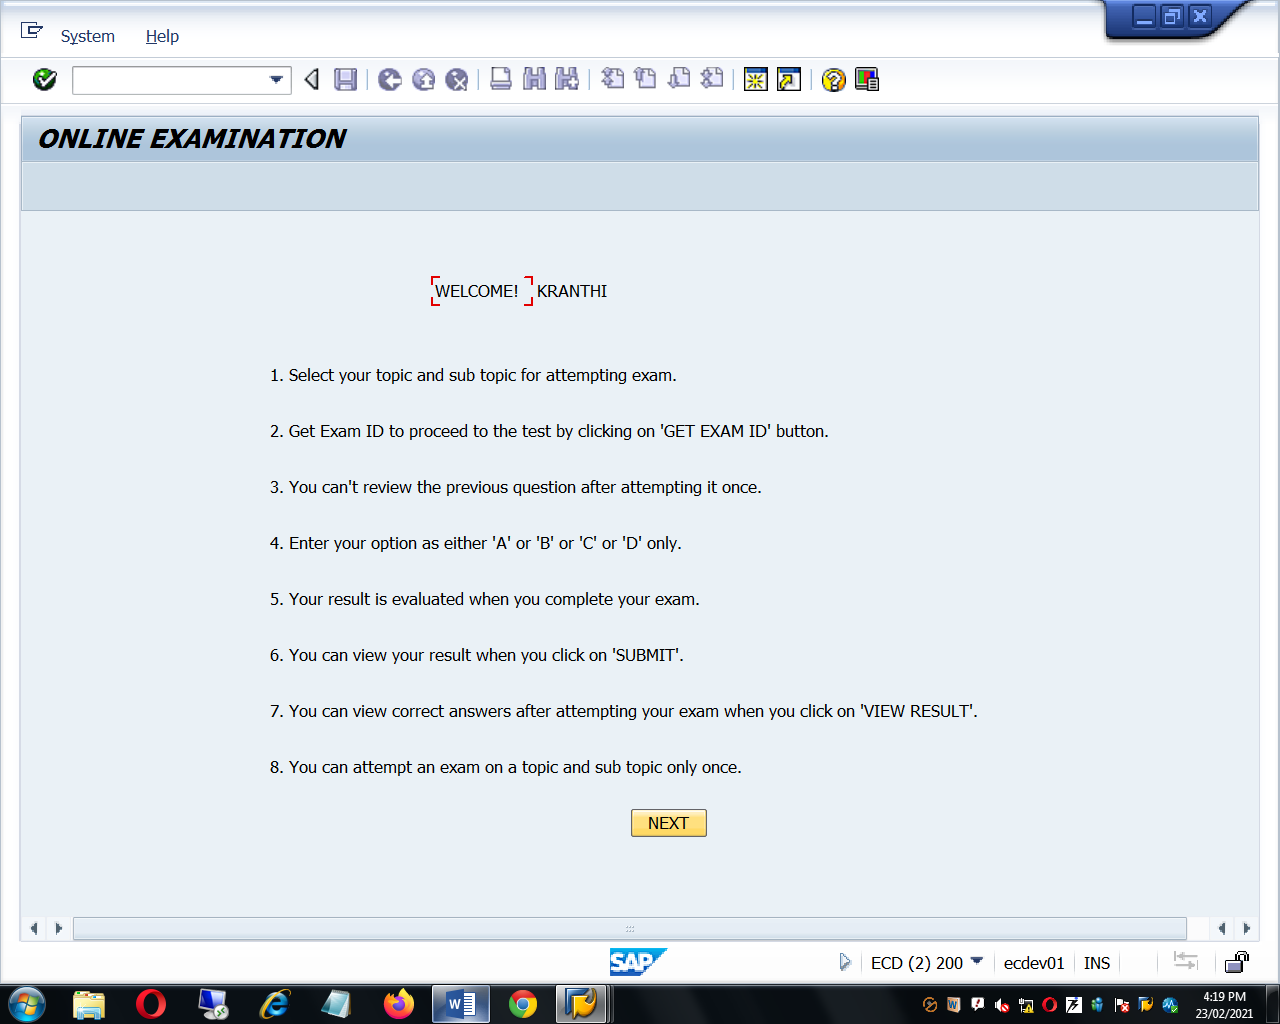 System Help
ONLINE EXAMINATION
WELCOME! KRANTHI
1. Select your topic and sub topic for attempting exam.
2. Get Exam ID to proceed to the test by clicking on 'GET EXAM ID' button.
3. You can't review the previous question after attempting it once.
4. Enter your option as either 'A' or 'B' or 'C' or 'D' only.
5. Your result is evaluated when you complete your exam.
6. You can view your result when you click on 'SUBMIT'.
7. You can view correct answers after attempting your exam when you click on 'VIEW RESULT'.
8. You can attempt an exam on a topic and sub topic only once.
NEXT
SAP ECD (2) 200 ecdev01 INS
4:19 PM
23/02/2021